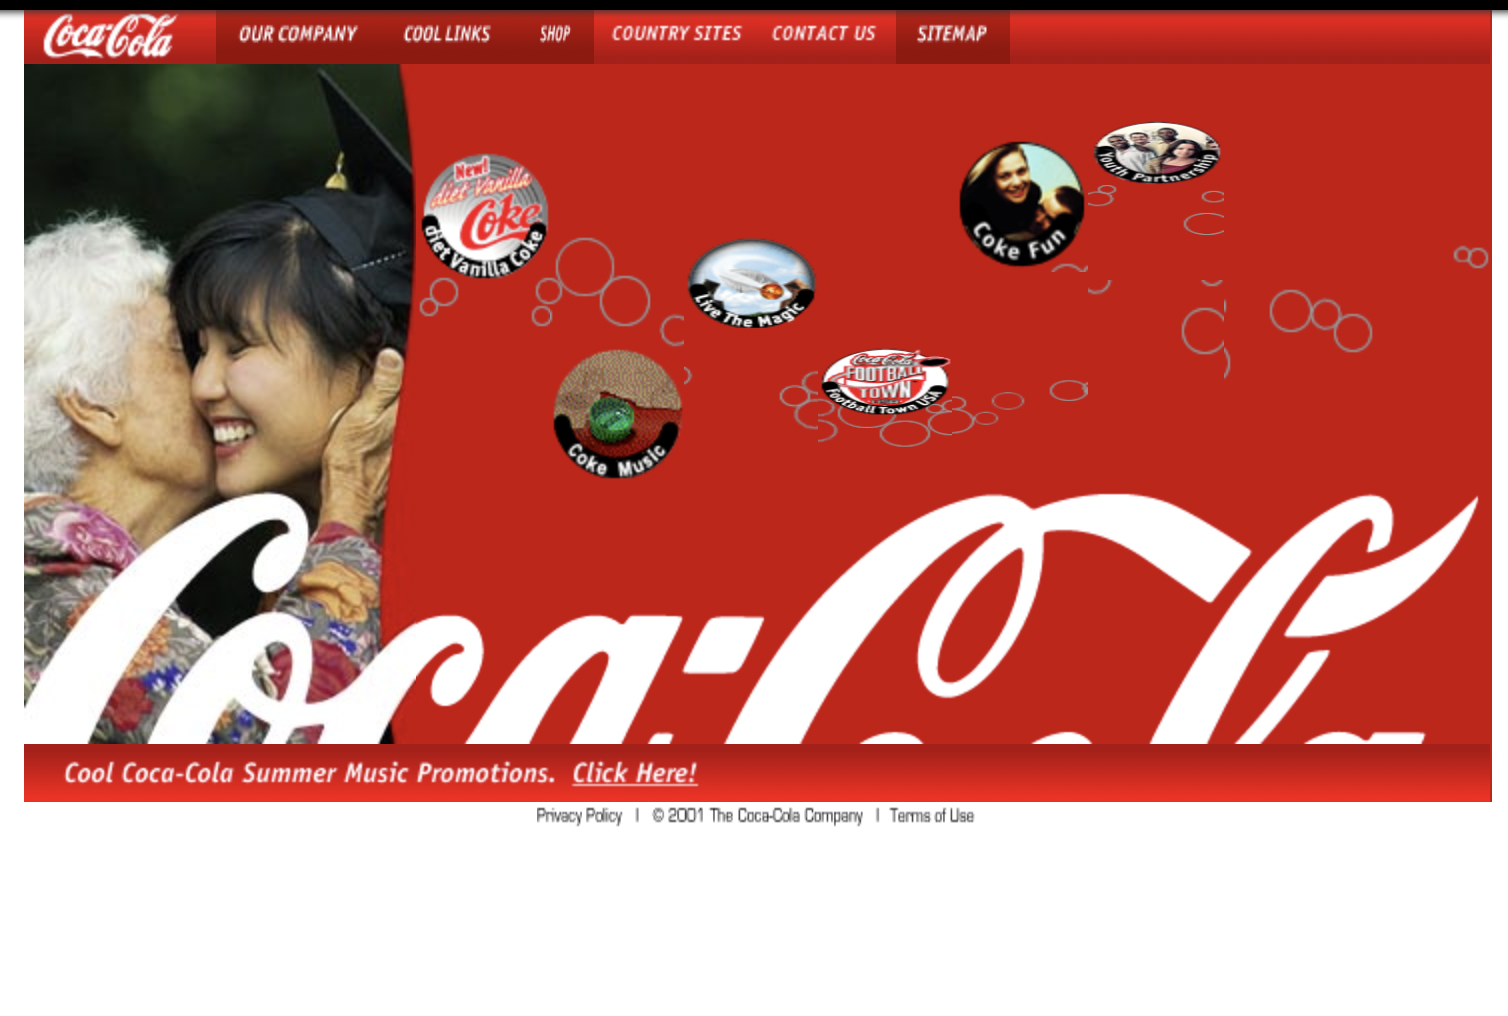 Coca-Cola OUR COMPANY COOL LINKS SHOP COUNTRY SITES CONTACT US SITEMAP
Youth Partnership
New!
diet Vanilla
Coke
diet Vanilla Coke
Coke Fun
Live The Magic
Coca-Cola
FOOTBALL
TOWN
Football Town USA
Coke Music
Coca-Cola
Cool Coca-Cola Summer Music Promotions. Click Here!
Privacy Policy | © 2001 The Coca-Cola Company | Terms of Use